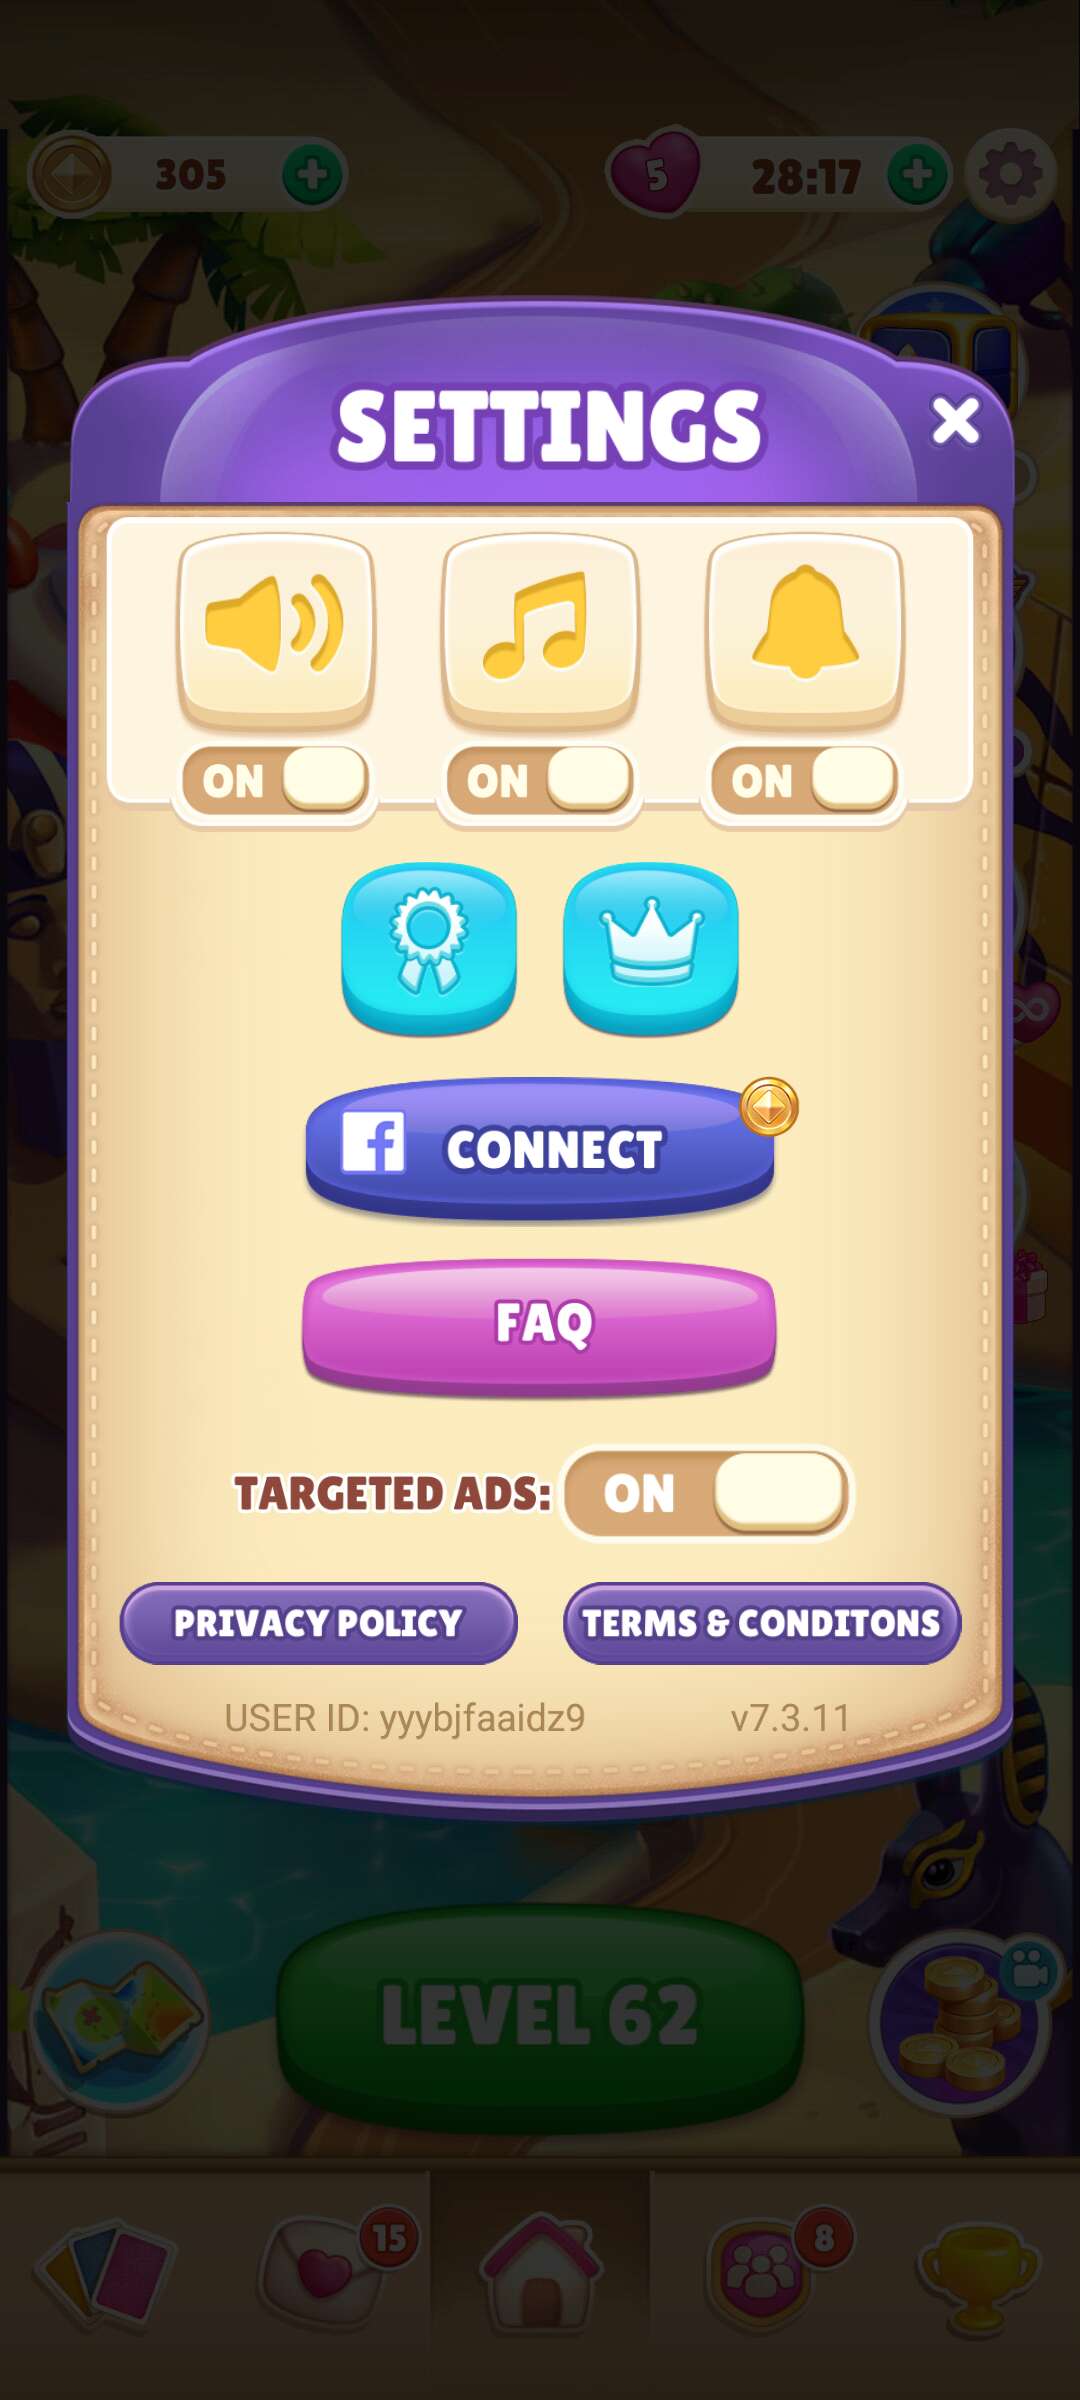 305
5
28:17
SETTINGS
ON
ON
ON
CONNECT
FAQ
TARGETED ADS:
ON
PRIVACY POLICY
TERMS & CONDITONS
USER ID: yyybjfaaidz9
v7.3.11
LEVEL 62
15
8